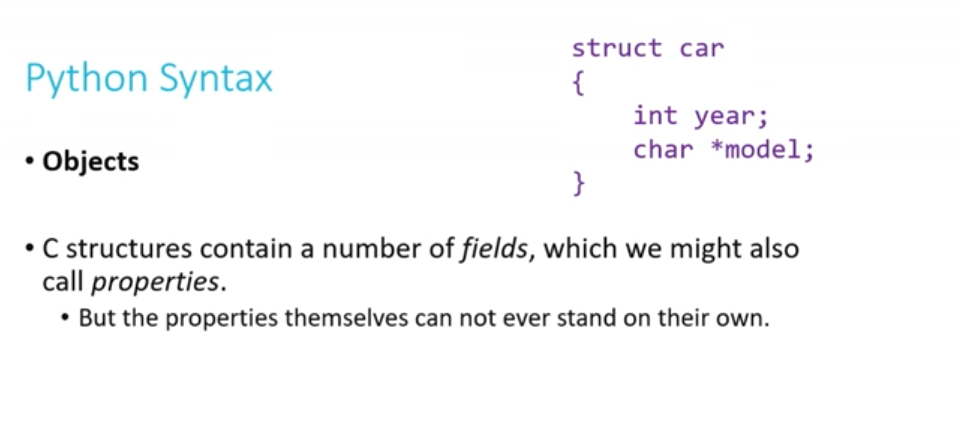 Python Syntax
• Objects
struct car
{
    int year;
    char *model;
}
• C structures contain a number of fields, which we might also
call properties.
• But the properties themselves can not ever stand on their own.